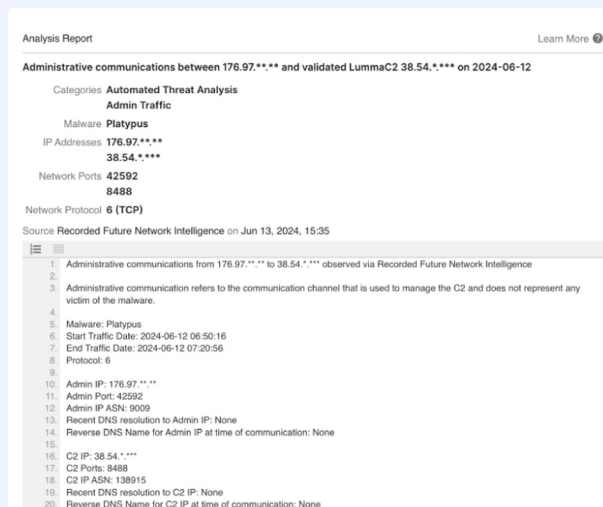 Analysis Report
Learn More ?
Administrative communications between 176.97.**.** and validated LummaC2 38.54.*.*** on 2024-06-12
Categories Automated Threat Analysis
Admin Traffic
Malware Platypus
IP Addresses 176.97.**.**
38.54.*.***
Network Ports 42592
8488
Network Protocol 6 (TCP)
Source Recorded Future Network Intelligence on Jun 13, 2024, 15:35
1. Administrative communications from 176.97.**.** to 38.54.*.*** observed via Recorded Future Network Intelligence
2.
3. Administrative communication refers to the communication channel that is used to manage the C2 and does not represent any
victim of the malware.
4.
5. Malware: Platypus
6. Start Traffic Date: 2024-06-12 06:50:16
7. End Traffic Date: 2024-06-12 07:20:56
8. Protocol: 6
9.
10. Admin IP: 176.97.**.**
11. Admin Port: 42592
12. Admin IP ASN: 9009
13. Recent DNS resolution to Admin IP: None
14. Reverse DNS Name for Admin IP at time of communication: None
15.
16. C2 IP: 38.54.*.***
17. C2 Ports: 8488
18. C2 IP ASN: 138915
19. Recent DNS resolution to C2 IP: None
20. Reverse DNS Name for C2 IP at time of communication: None